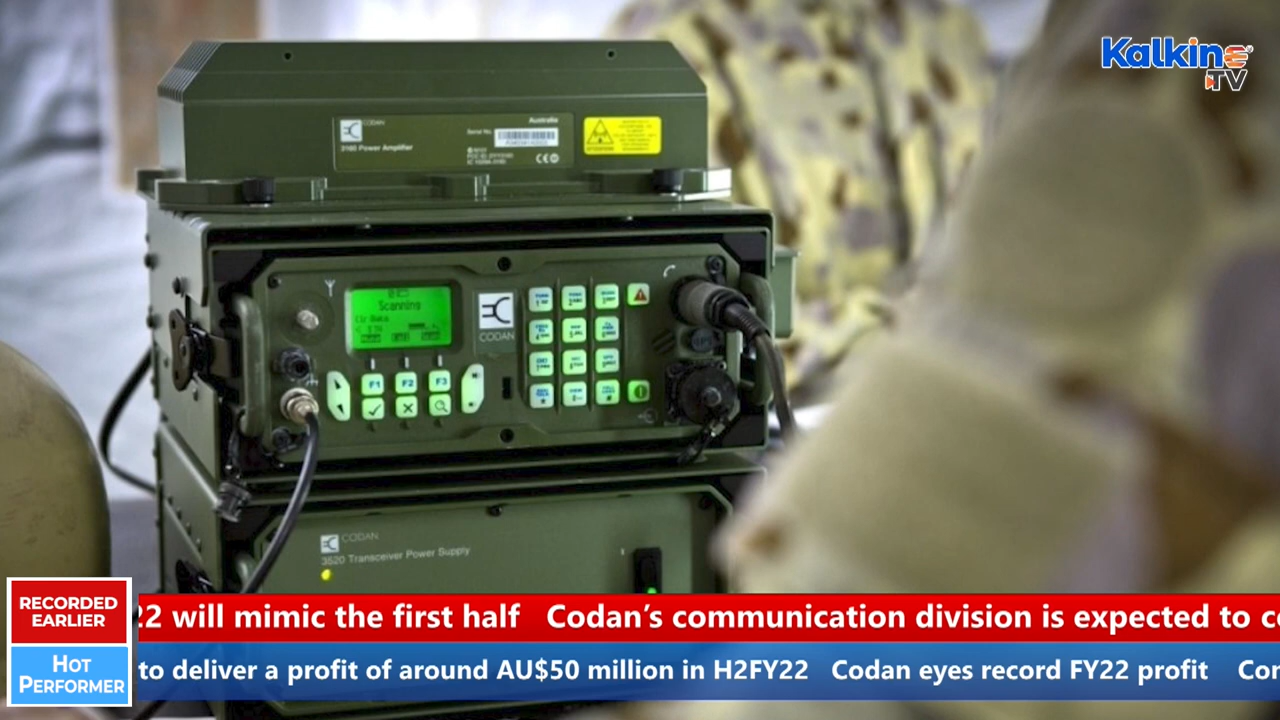 Kalkine
TV
CODAN
3160 Power Amplifier
Australia
Serial No.
Scanning
CODAN
F1 F2 F3
CODAN
3520 Transceiver Power Supply
RECORDED
EARLIER
22 will mimic the first half Codan’s communication division is expected to c
HOT
PERFORMER
to deliver a profit of around AU$50 million in H2FY22 Codan eyes record FY22 profit Co